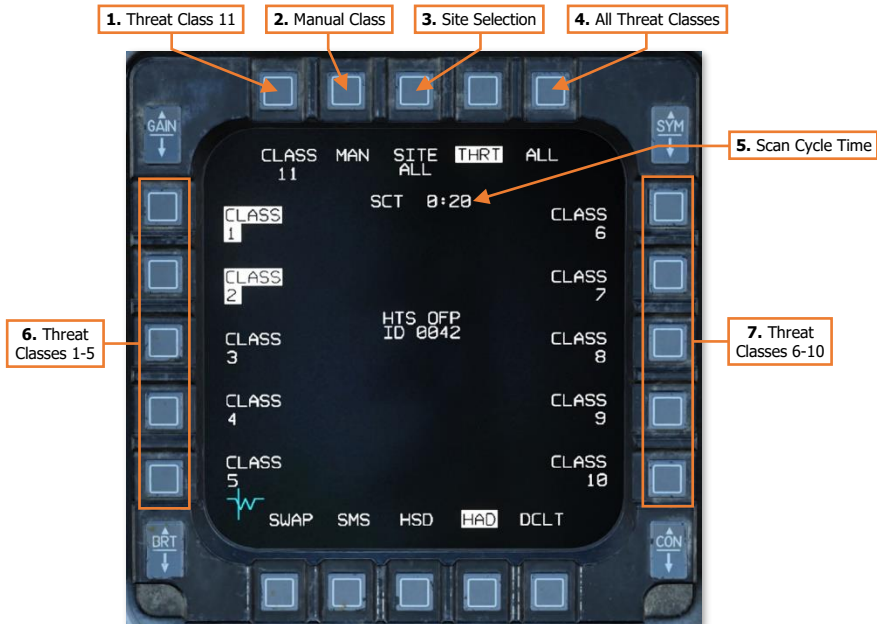 1. Threat Class 11
2. Manual Class
3. Site Selection
4. All Threat Classes
GAIN
SYM
CLASS
11
MAN
SITE
ALL
THRT
ALL
5. Scan Cycle Time
SCT 0:20
CLASS
1
CLASS
6
CLASS
2
CLASS
7
6. Threat
Classes 1-5
HTS OFP
ID 0042
CLASS
3
CLASS
8
7. Threat
Classes 6-10
CLASS
4
CLASS
9
CLASS
5
CLASS
10
SWAP SMS HSD HAD DCLT
BRT
CON